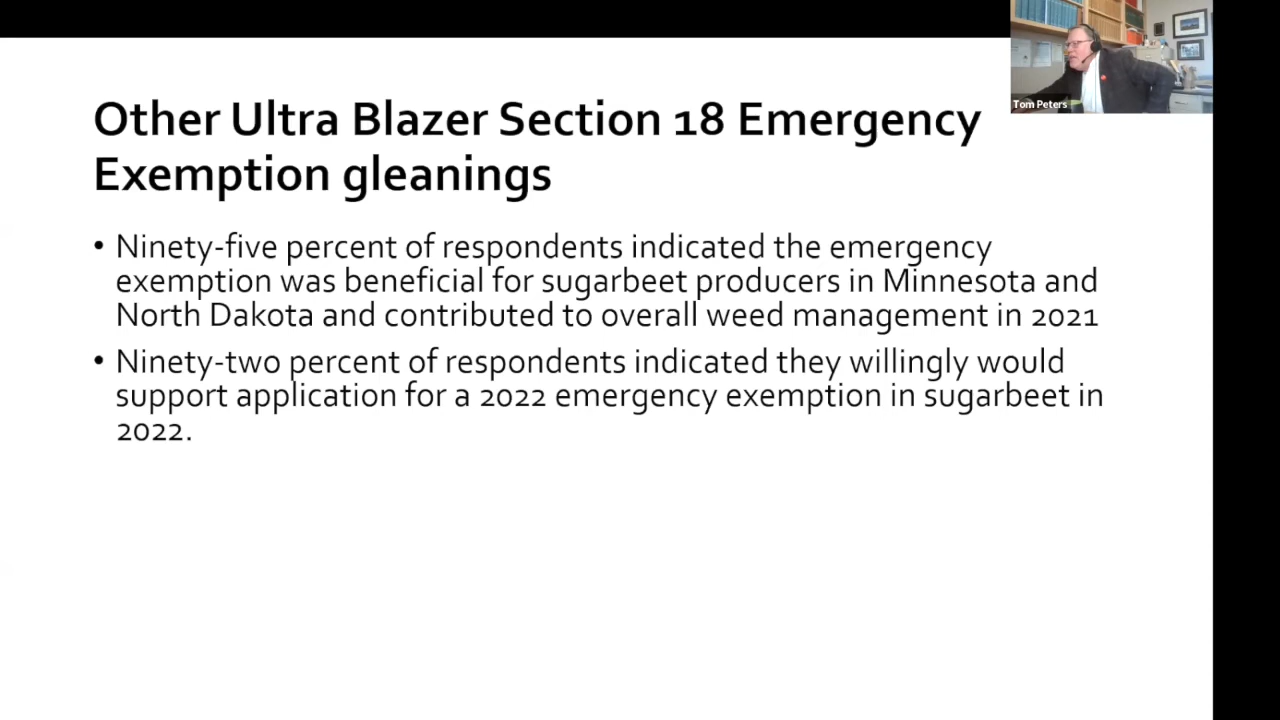 Tom Peters
Other Ultra Blazer Section 18 Emergency
Exemption gleanings
• Ninety-five percent of respondents indicated the emergency
exemption was beneficial for sugarbeet producers in Minnesota and
North Dakota and contributed to overall weed management in 2021
• Ninety-two percent of respondents indicated they willingly would
support application for a 2022 emergency exemption in sugarbeet in
2022.